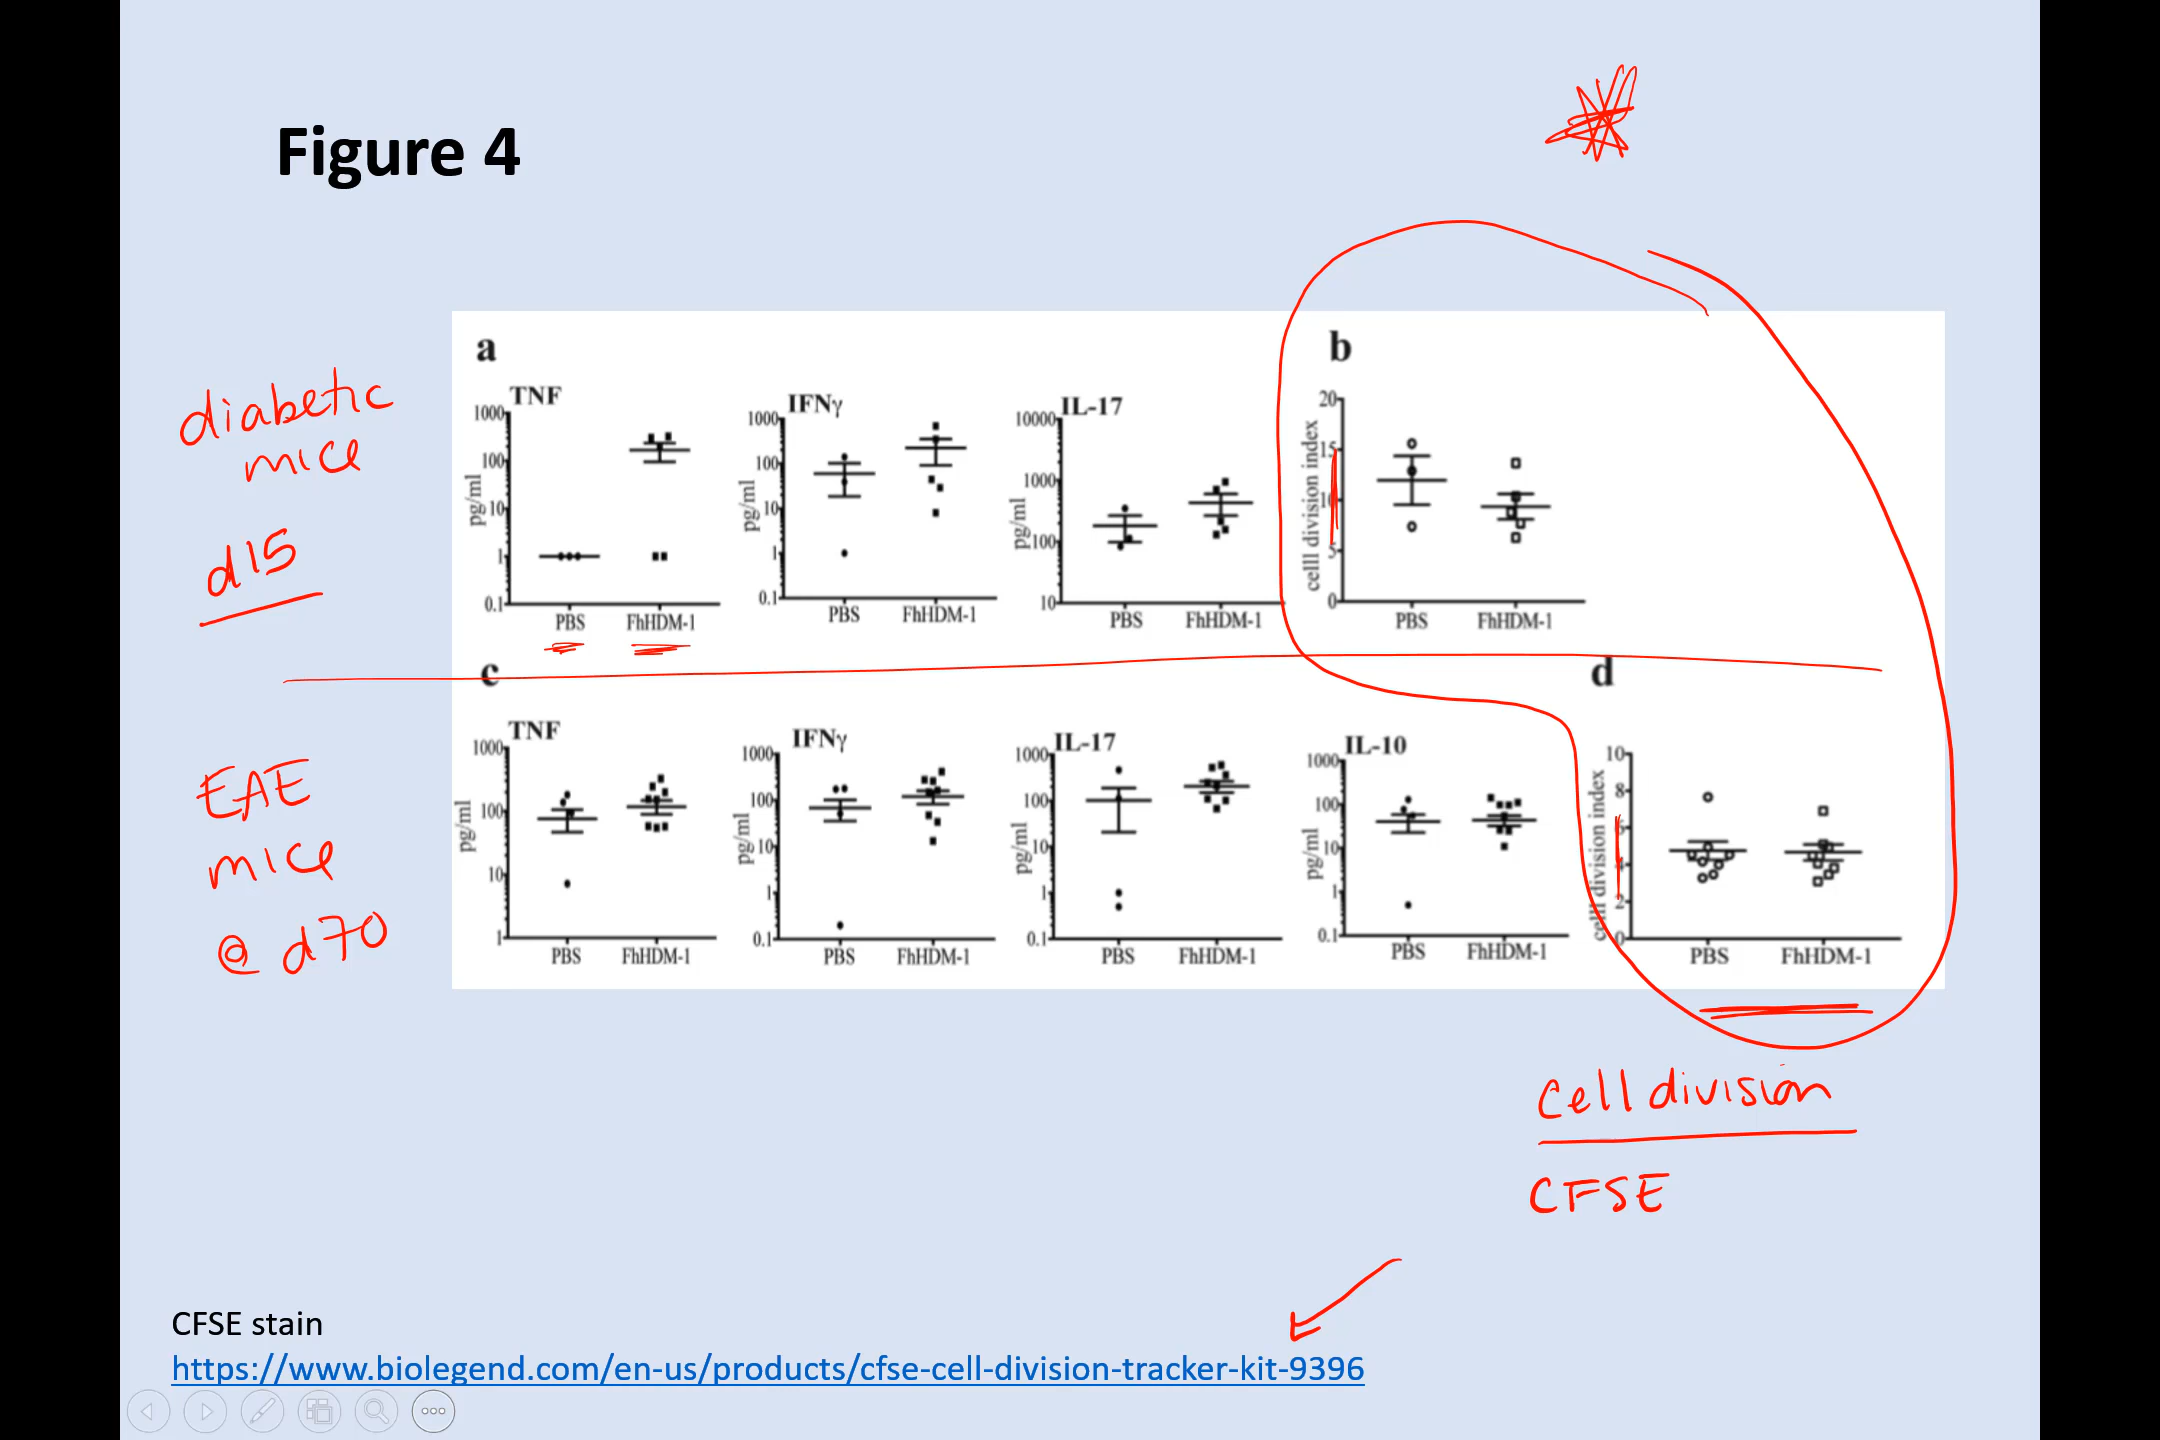 Figure 4
diabetic
mice
d15
a
TNF
1000
100
10
1
0.1
pg/ml
PBS
FhHDM-1
IFNγ
1000
100
10
1
0.1
pg/ml
PBS
FhHDM-1
IL-17
10000
1000
100
10
pg/ml
PBS
FhHDM-1
b
20
15
10
5
0
celll division index
PBS
FhHDM-1
EAE
mice
@ d70
c
TNF
1000
100
10
1
pg/ml
PBS
FhHDM-1
IFNγ
1000
100
10
1
0.1
pg/ml
PBS
FhHDM-1
IL-17
1000
100
10
1
0.1
pg/ml
PBS
FhHDM-1
IL-10
1000
100
10
1
0.1
pg/ml
PBS
FhHDM-1
d
10
8
6
4
2
0
celll division index
PBS
FhHDM-1
Cell division
CFSE
CFSE stain
https://www.biolegend.com/en-us/products/cfse-cell-division-tracker-kit-9396